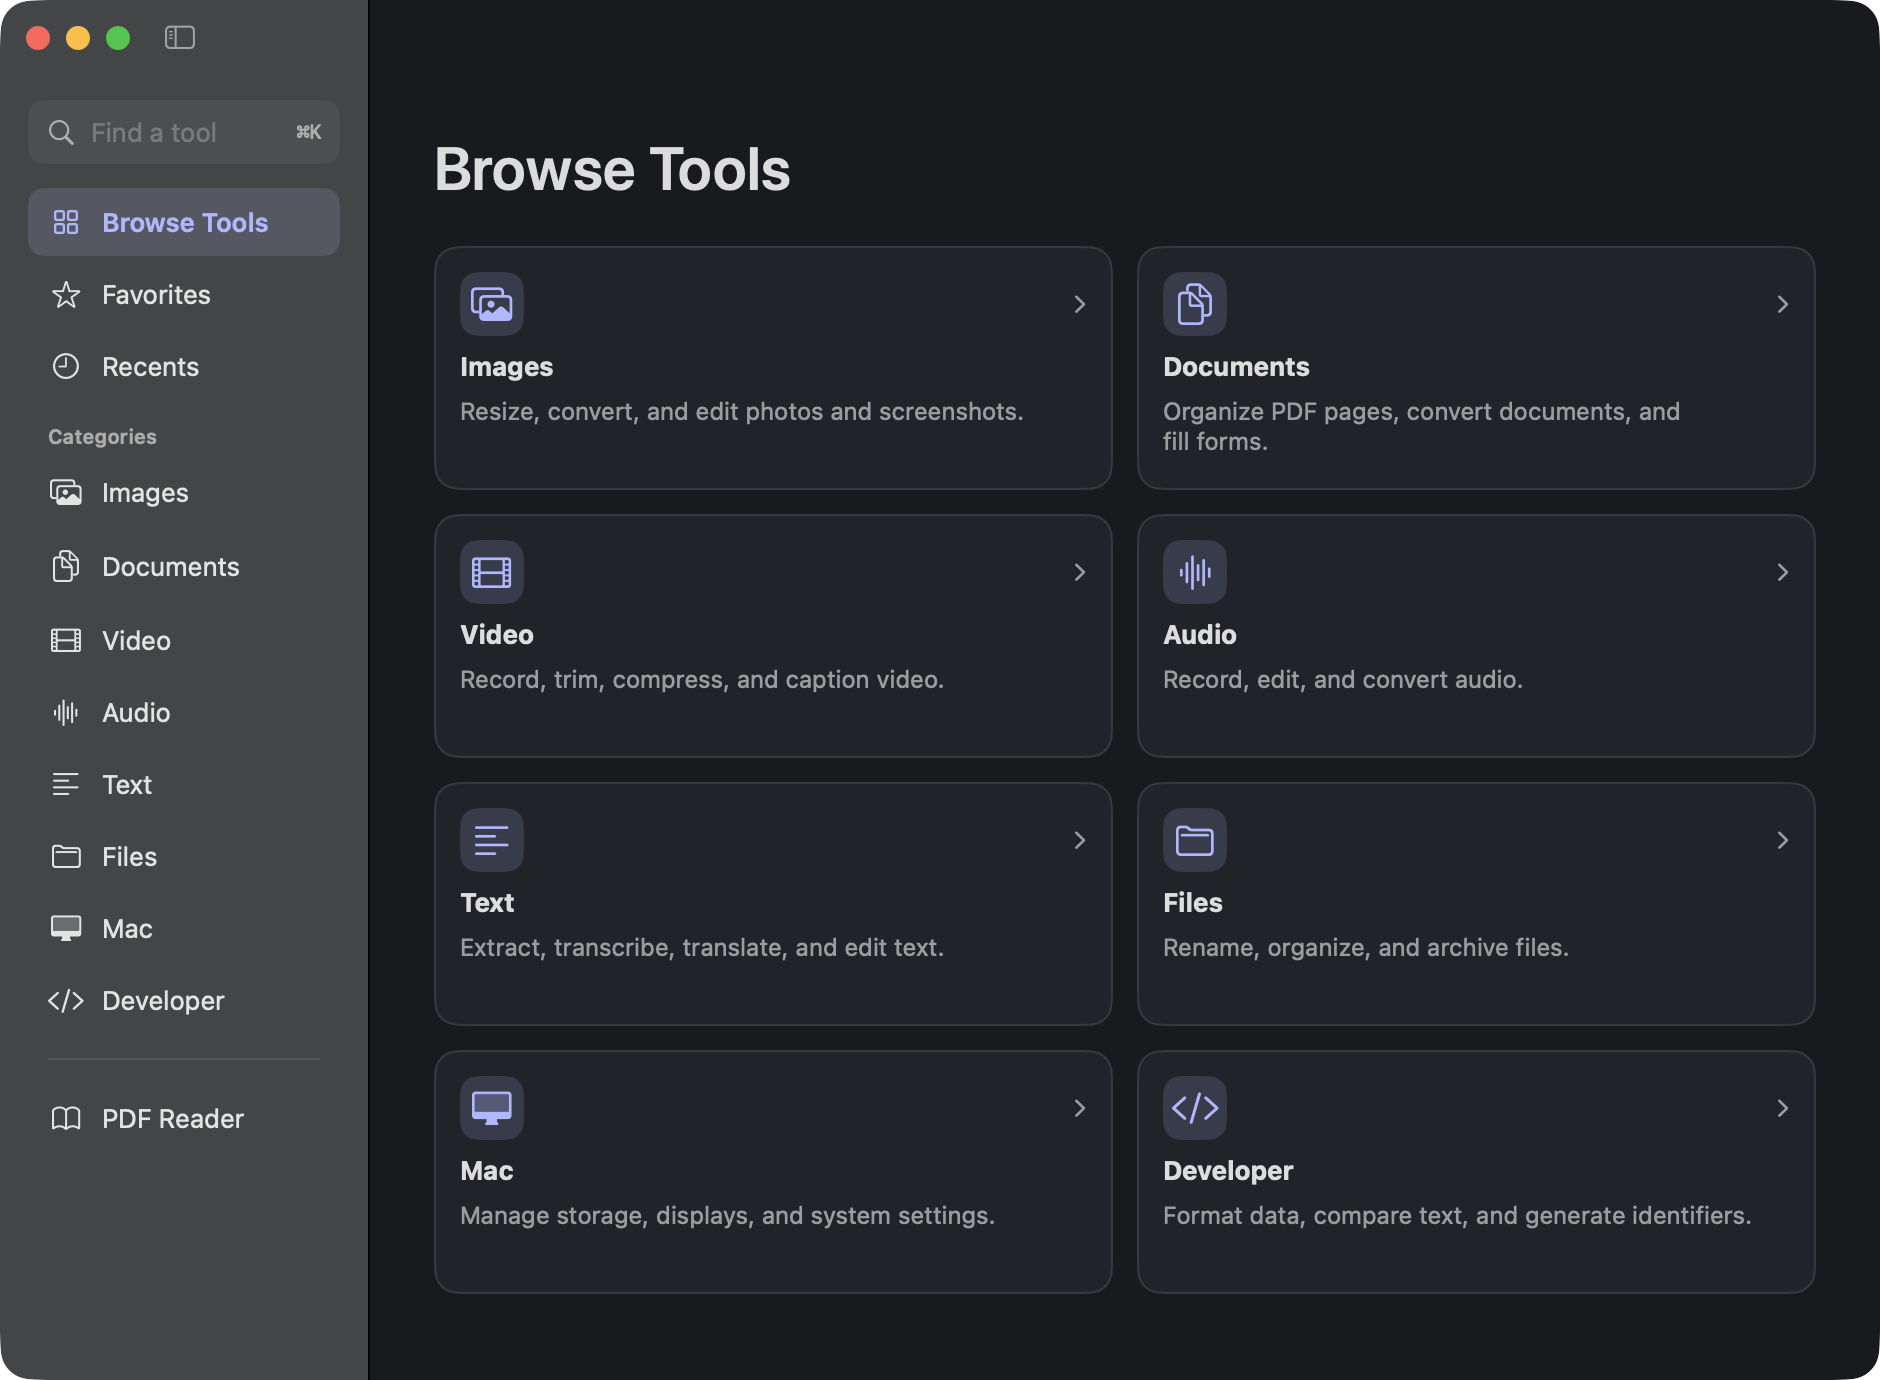 Find a tool ⌘K
Browse Tools
Favorites
Recents
Categories
Images
Documents
Video
Audio
Text
Files
Mac
Developer
PDF Reader
Browse Tools
Images
Resize, convert, and edit photos and screenshots.
Documents
Organize PDF pages, convert documents, and
fill forms.
Video
Record, trim, compress, and caption video.
Audio
Record, edit, and convert audio.
Text
Extract, transcribe, translate, and edit text.
Files
Rename, organize, and archive files.
Mac
Manage storage, displays, and system settings.
Developer
Format data, compare text, and generate identifiers.